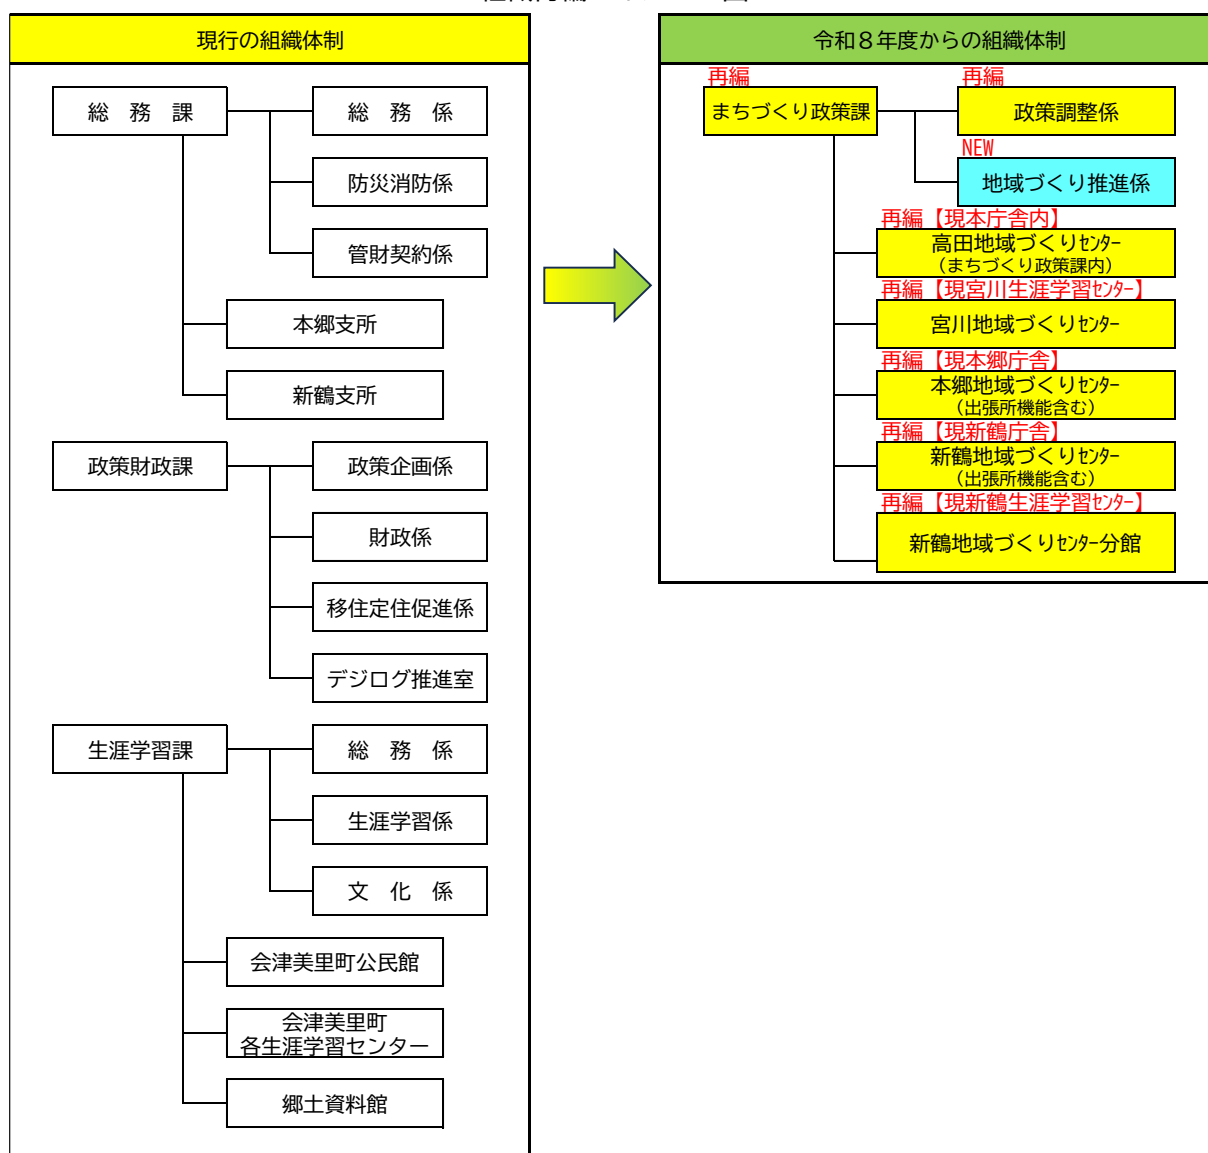 現行の組織体制
総　務　課
総　務　係
防災消防係
管財契約係
本郷支所
新鶴支所
政策財政課
政策企画係
財政係
移住定住促進係
デジログ推進室
生涯学習課
総　務　係
生涯学習係
文　化　係
会津美里町公民館
会津美里町
各生涯学習センター
郷土資料館
令和８年度からの組織体制
再編
まちづくり政策課
再編
政策調整係
NEW
地域づくり推進係
再編【現本庁舎内】
高田地域づくりｾﾝﾀｰ
（まちづくり政策課内）
再編【現宮川生涯学習ｾﾝﾀｰ】
宮川地域づくりｾﾝﾀｰ
再編【現本郷庁舎】
本郷地域づくりｾﾝﾀｰ
（出張所機能含む）
再編【現新鶴庁舎】
新鶴地域づくりｾﾝﾀｰ
（出張所機能含む）
再編【現新鶴生涯学習ｾﾝﾀｰ】
新鶴地域づくりｾﾝﾀｰ分館